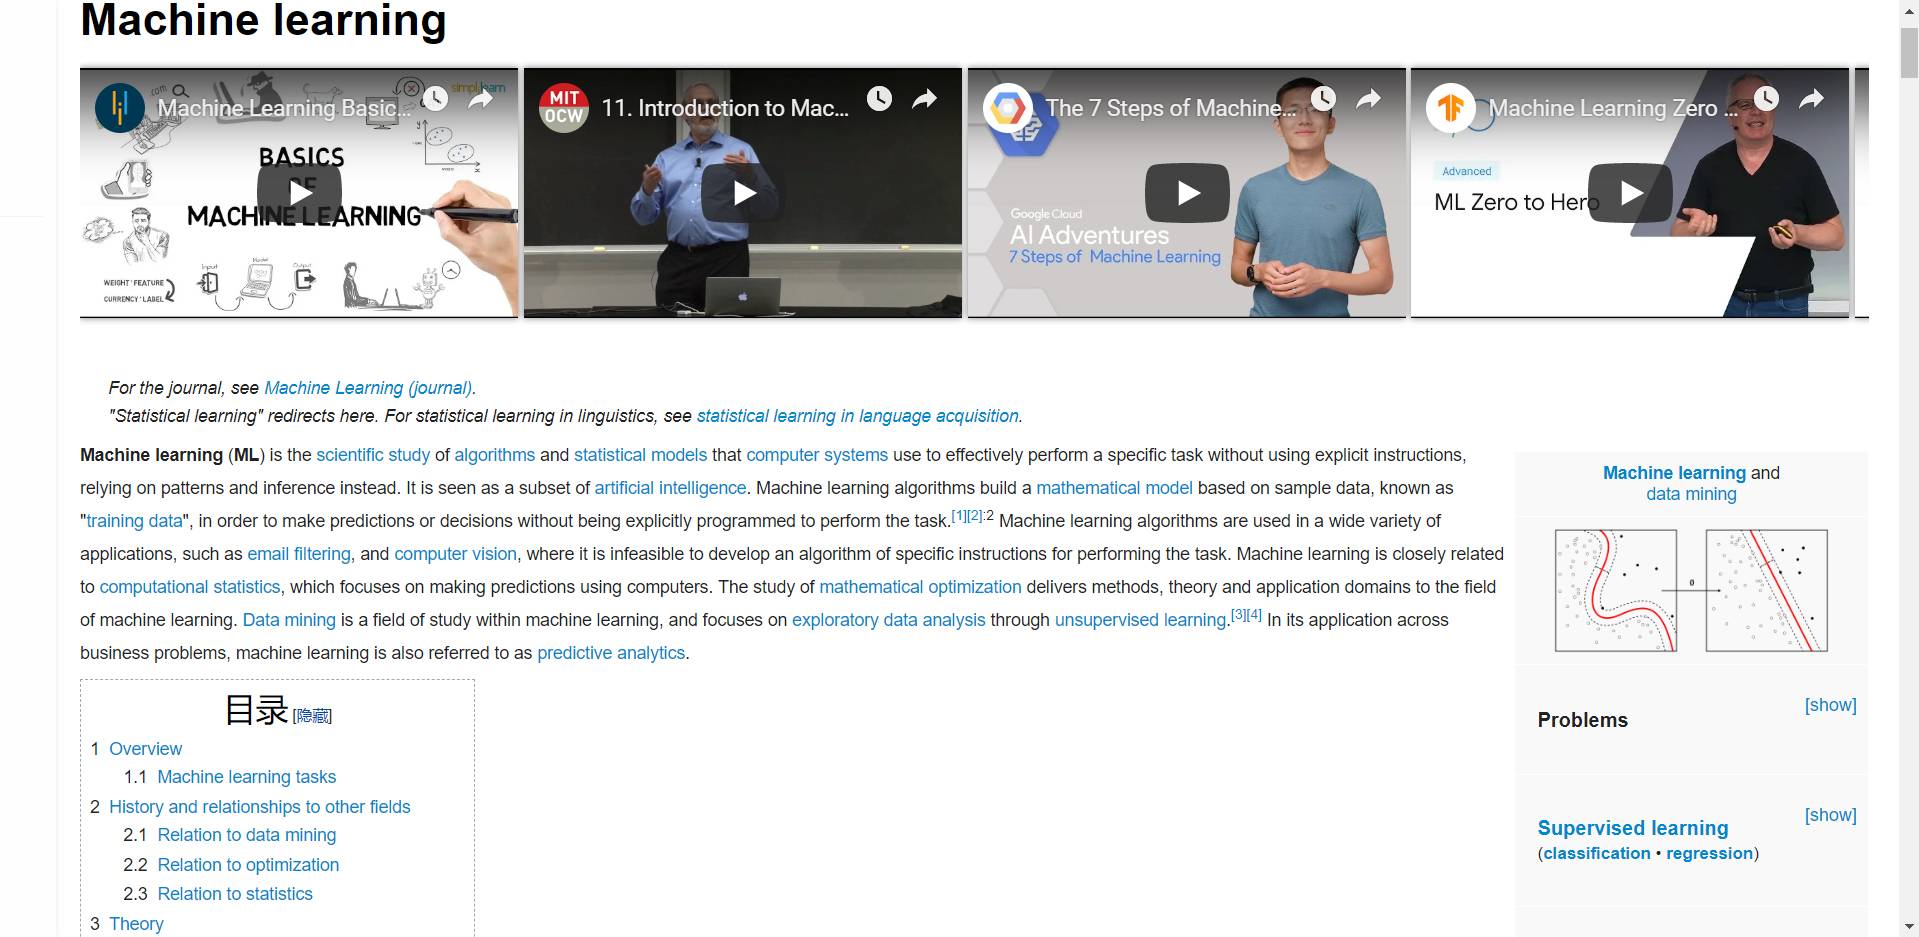 Machine learning
Machine Learning Basic...
simplilearn
BASICS
OF
MACHINE LEARNING
Input
Model
Output
WEIGHT * FEATURE
CURRENCY * LABEL
MIT
OCW
11. Introduction to Mac...
The 7 Steps of Machine...
Google Cloud
AI Adventures
7 Steps of Machine Learning
Machine Learning Zero ...
Advanced
ML Zero to Hero
For the journal, see Machine Learning (journal).
"Statistical learning" redirects here. For statistical learning in linguistics, see statistical learning in language acquisition.
Machine learning (ML) is the scientific study of algorithms and statistical models that computer systems use to effectively perform a specific task without using explicit instructions,
relying on patterns and inference instead. It is seen as a subset of artificial intelligence. Machine learning algorithms build a mathematical model based on sample data, known as
"training data", in order to make predictions or decisions without being explicitly programmed to perform the task.[1][2]:2 Machine learning algorithms are used in a wide variety of
applications, such as email filtering, and computer vision, where it is infeasible to develop an algorithm of specific instructions for performing the task. Machine learning is closely related
to computational statistics, which focuses on making predictions using computers. The study of mathematical optimization delivers methods, theory and application domains to the field
of machine learning. Data mining is a field of study within machine learning, and focuses on exploratory data analysis through unsupervised learning.[3][4] In its application across
business problems, machine learning is also referred to as predictive analytics.
目录 [隐藏]
1 Overview
1.1 Machine learning tasks
2 History and relationships to other fields
2.1 Relation to data mining
2.2 Relation to optimization
2.3 Relation to statistics
3 Theory
Machine learning and
data mining
Problems
[show]
Supervised learning
[show]
(classification • regression)